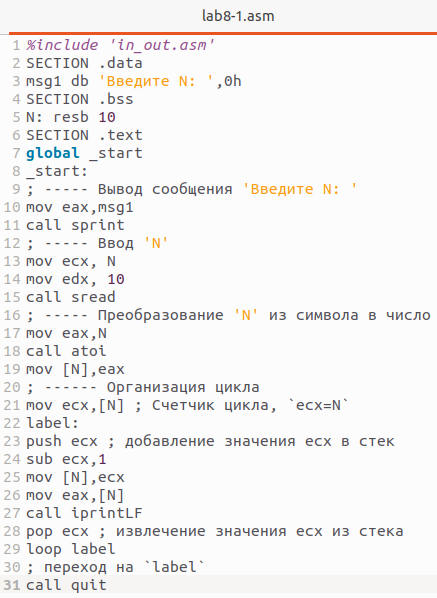 lab8-1.asm
1 %include 'in_out.asm'
2 SECTION .data
3 msg1 db 'Введите N: ',0h
4 SECTION .bss
5 N: resb 10
6 SECTION .text
7 global _start
8 _start:
9 ; ----- Вывод сообщения 'Введите N: '
10 mov eax,msg1
11 call sprint
12 ; ----- Ввод 'N'
13 mov ecx, N
14 mov edx, 10
15 call sread
16 ; ----- Преобразование 'N' из символа в число
17 mov eax,N
18 call atoi
19 mov [N],eax
20 ; ------ Организация цикла
21 mov ecx,[N] ; Счетчик цикла, `ecx=N`
22 label:
23 push ecx ; добавление значения ecx в стек
24 sub ecx,1
25 mov [N],ecx
26 mov eax,[N]
27 call iprintLF
28 pop ecx ; извлечение значения ecx из стека
29 loop label
30 ; переход на `label`
31 call quit